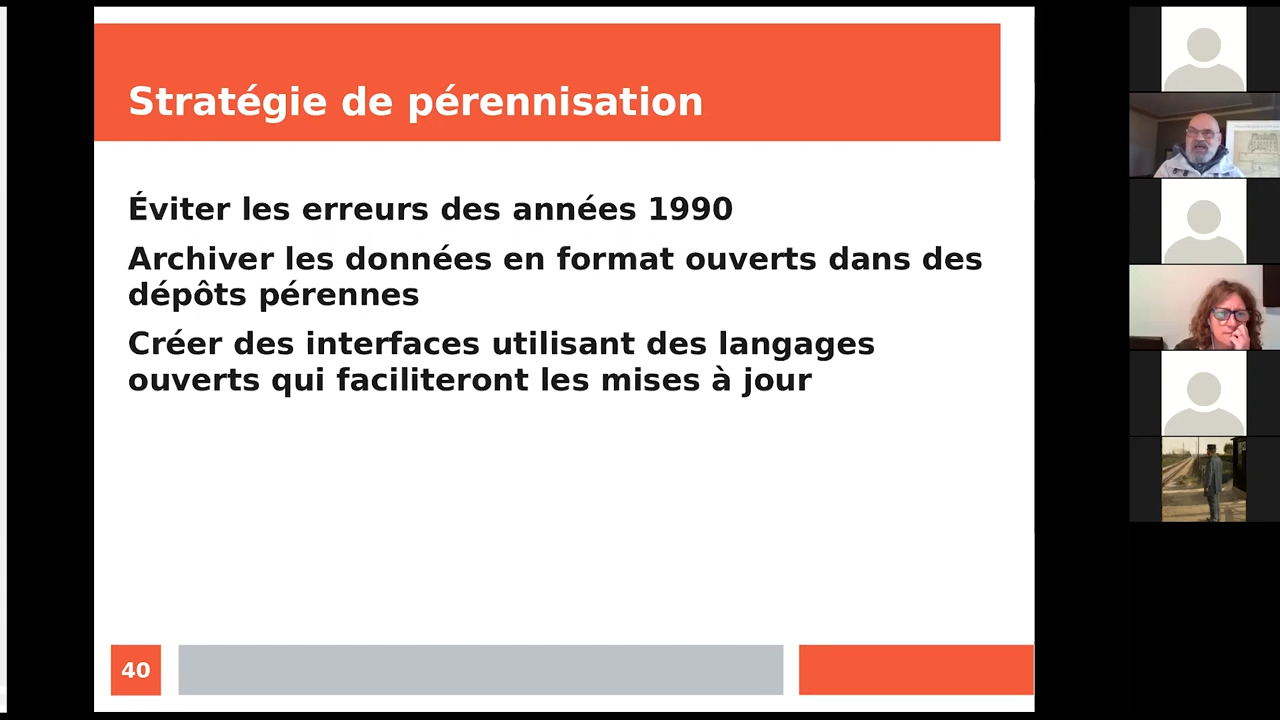 Stratégie de pérennisation
Éviter les erreurs des années 1990
Archiver les données en format ouverts dans des
dépôts pérennes
Créer des interfaces utilisant des langages
ouverts qui faciliteront les mises à jour
40